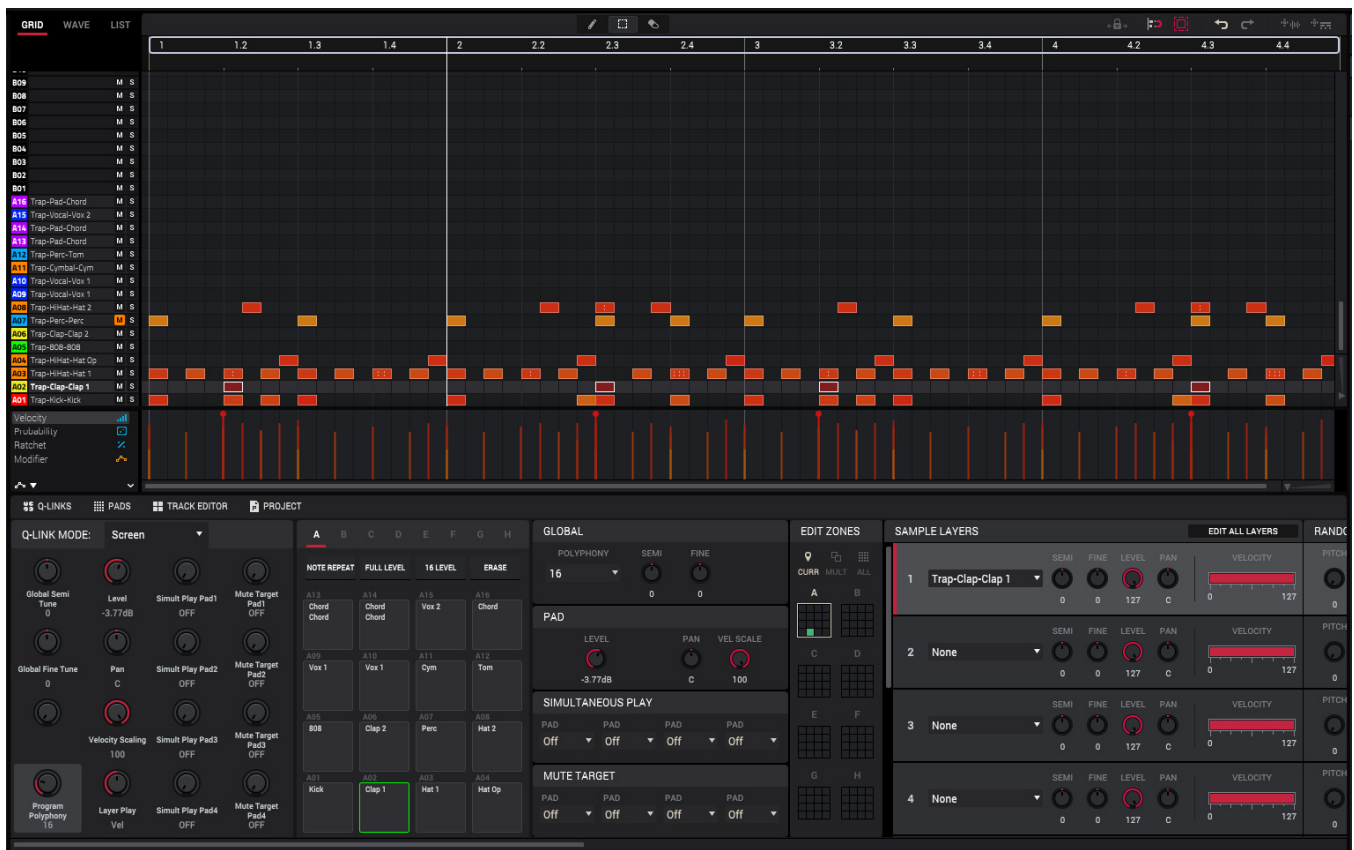 GRID WAVE LIST
1 1.2 1.3 1.4 2 2.2 2.3 2.4 3 3.2 3.3 3.4 4 4.2 4.3 4.4
B09 M S
B08 M S
B07 M S
B06 M S
B05 M S
B04 M S
B03 M S
B02 M S
B01 M S
A16 Trap-Pad-Chord M S
A15 Trap-Vocal-Vox 2 M S
A14 Trap-Pad-Chord M S
A13 Trap-Pad-Chord M S
A12 Trap-Perc-Tom M S
A11 Trap-Cymbal-Cym M S
A10 Trap-Vocal-Vox 1 M S
A09 Trap-Vocal-Vox 1 M S
A08 Trap-HiHat-Hat 2 M S
A07 Trap-Perc-Perc M S
A06 Trap-Clap-Clap 2 M S
A05 Trap-808-808 M S
A04 Trap-HiHat-Hat Op M S
A03 Trap-HiHat-Hat 1 M S
A02 Trap-Clap-Clap 1 M S
A01 Trap-Kick-Kick M S
Velocity
Probability
Ratchet
Modifier
Q-LINKS PADS TRACK EDITOR PROJECT
Q-LINK MODE: Screen
Global Semi Tune 0
Level -3.77dB
Simult Play Pad1 OFF
Mute Target Pad1 OFF
Global Fine Tune 0
Pan C
Simult Play Pad2 OFF
Mute Target Pad2 OFF
Velocity Scaling 100
Simult Play Pad3 OFF
Mute Target Pad3 OFF
Program Polyphony 16
Layer Play Vel
Simult Play Pad4 OFF
Mute Target Pad4 OFF
A B C D E F G H
NOTE REPEAT FULL LEVEL 16 LEVEL ERASE
A13 A14 A15 A16
Chord Chord Vox 2 Chord
Chord Chord
A09 A10 A11 A12
Vox 1 Vox 1 Cym Tom
A05 A06 A07 A08
808 Clap 2 Perc Hat 2
A01 A02 A03 A04
Kick Clap 1 Hat 1 Hat Op
GLOBAL
POLYPHONY SEMI FINE
16
0 0
PAD
LEVEL PAN VEL SCALE
-3.77dB C 100
SIMULTANEOUS PLAY
PAD PAD PAD PAD
Off Off Off Off
MUTE TARGET
PAD PAD PAD PAD
Off Off Off Off
EDIT ZONES
CURR MULT ALL
A B
C D
E F
G H
SAMPLE LAYERS EDIT ALL LAYERS RANDO
SEMI FINE LEVEL PAN VELOCITY PITCH
1 Trap-Clap-Clap 1
0 0 127 C 0 127 0
SEMI FINE LEVEL PAN VELOCITY PITCH
2 None
0 0 127 C 0 127 0
SEMI FINE LEVEL PAN VELOCITY PITCH
3 None
0 0 127 C 0 127 0
SEMI FINE LEVEL PAN VELOCITY PITCH
4 None
0 0 127 C 0 127 0